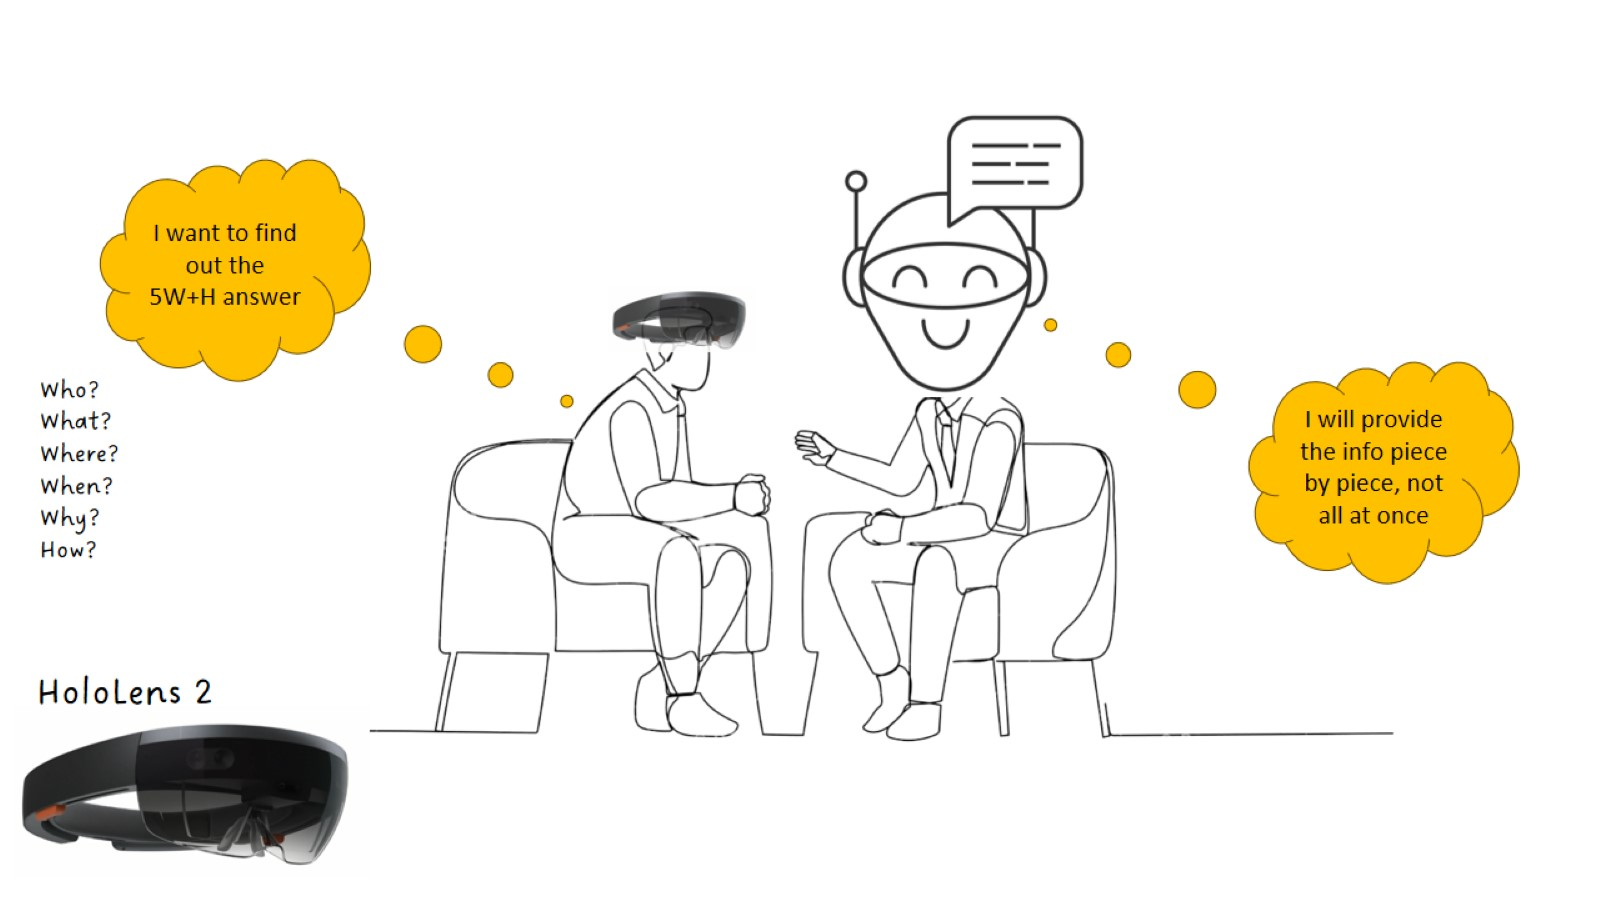 I want to find
out the
5W+H answer
Who?
What?
Where?
When?
Why?
How?
I will provide
the info piece
by piece, not
all at once
HoloLens 2